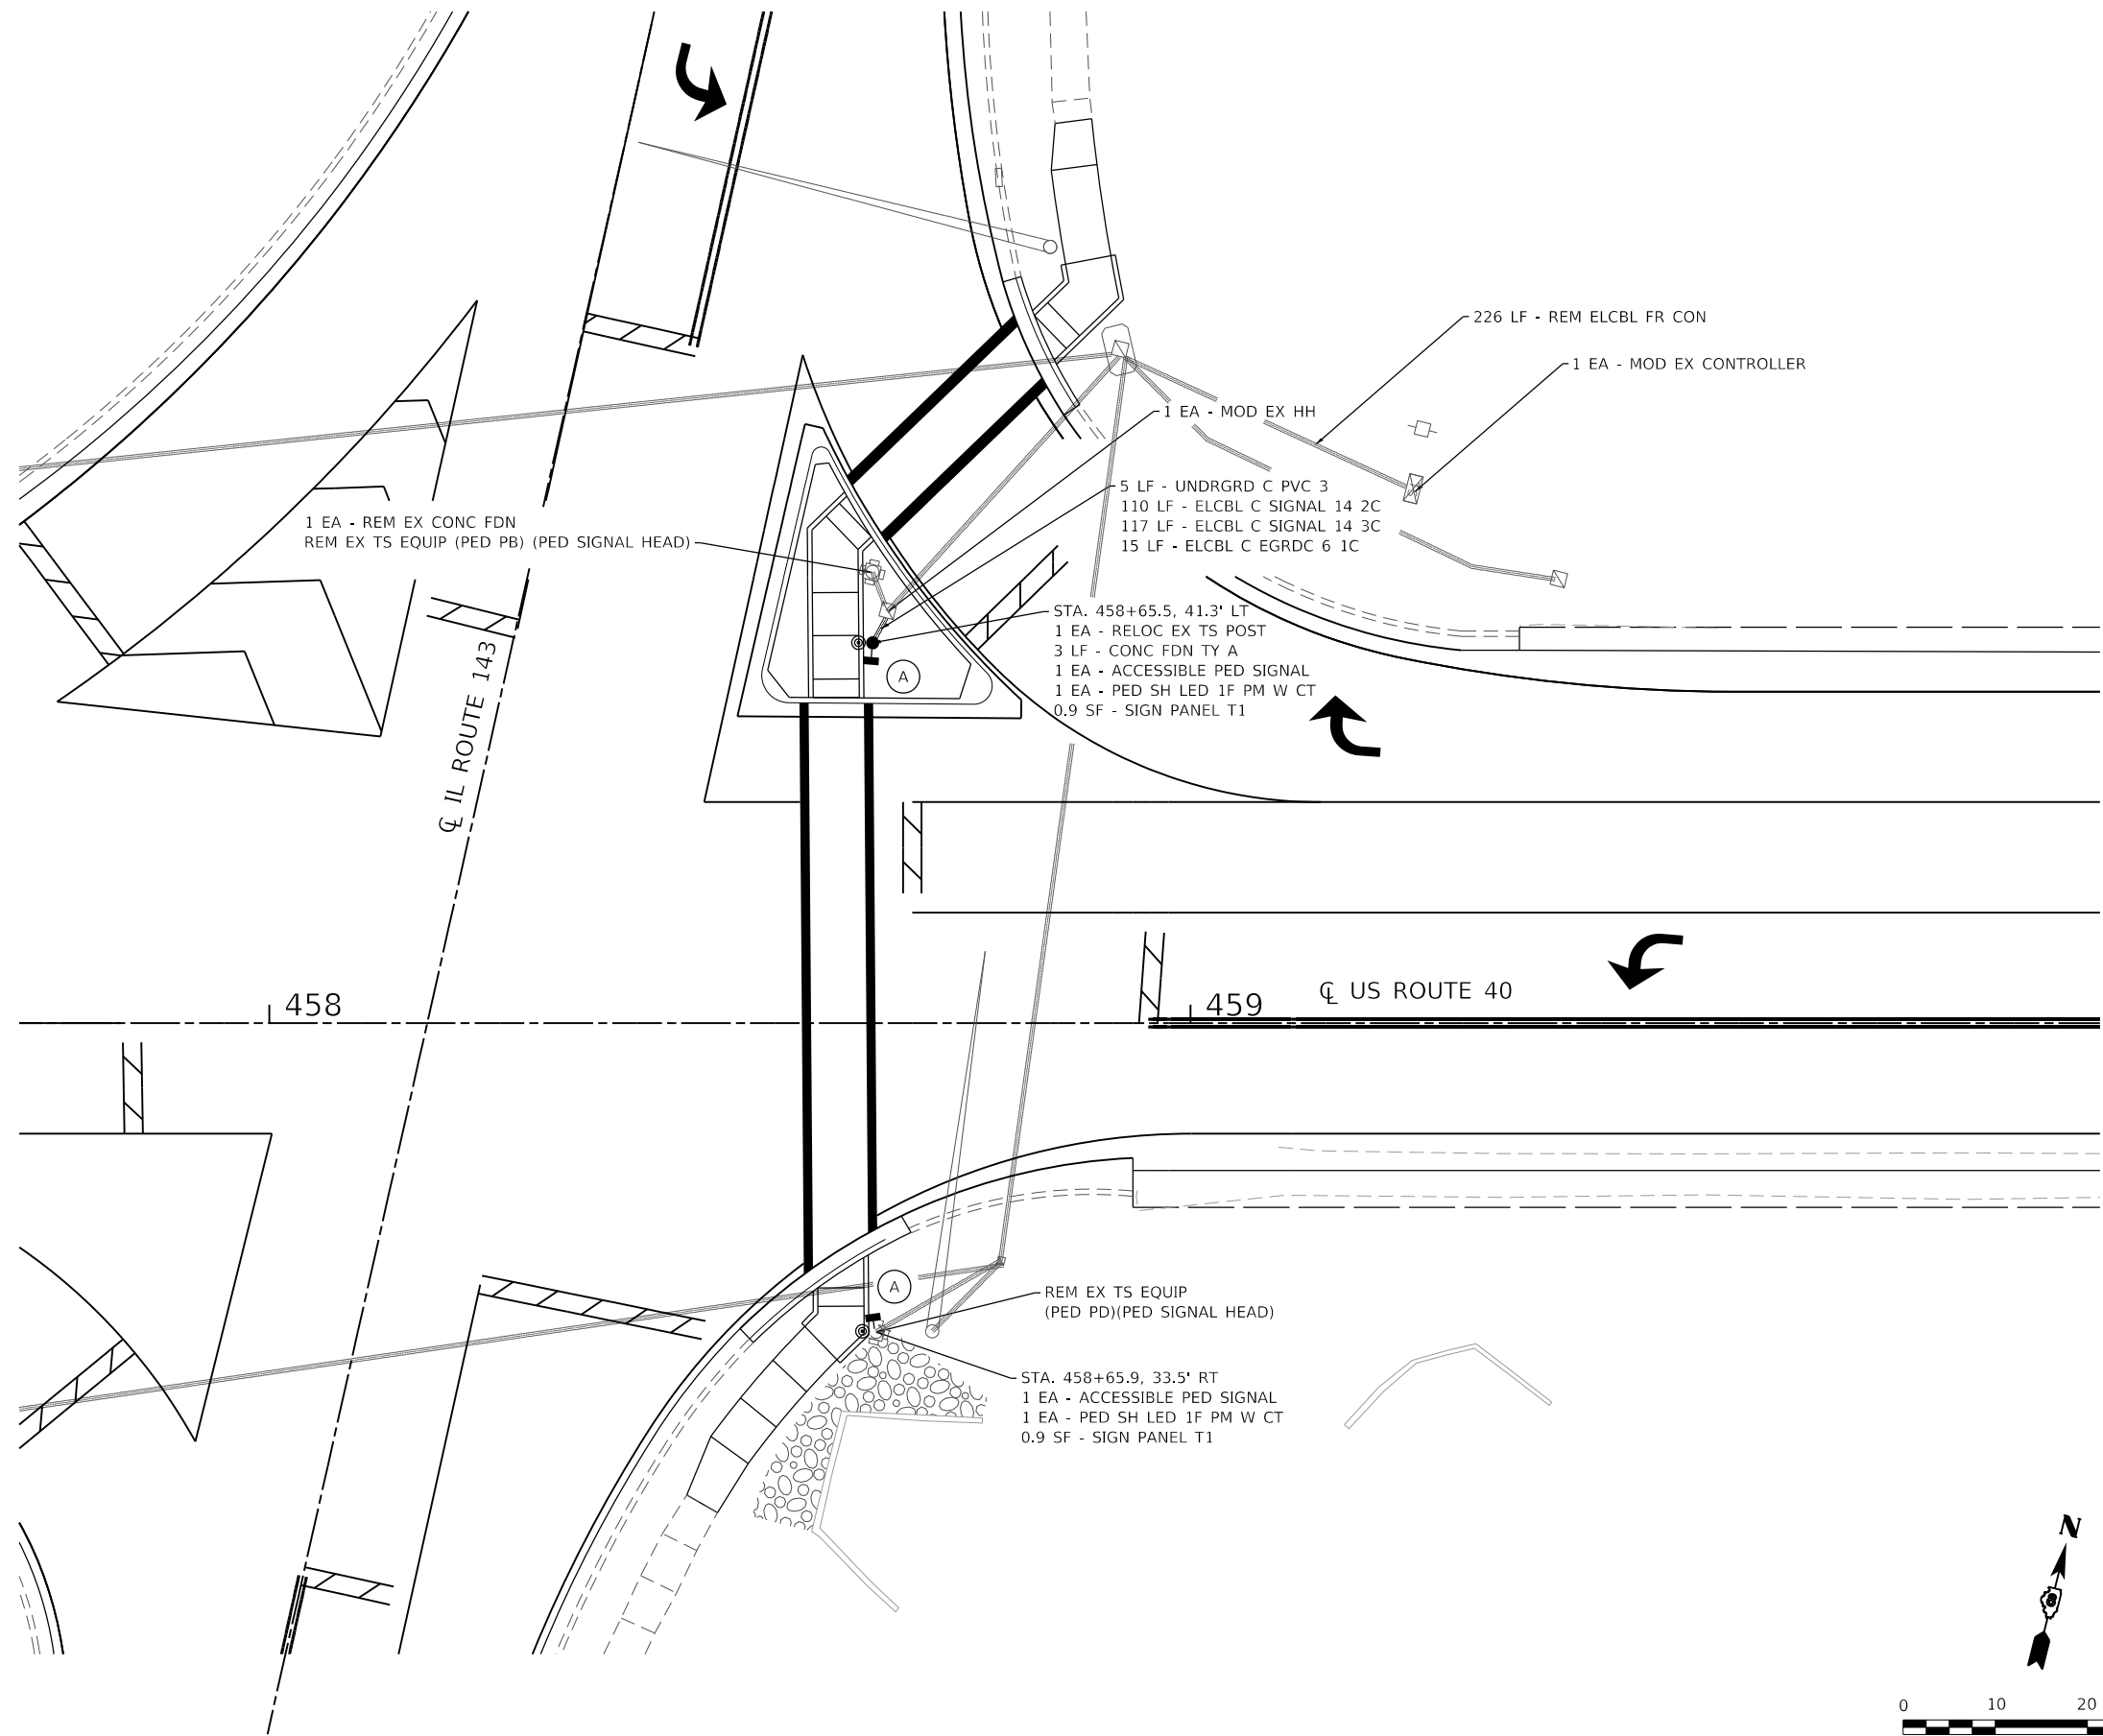 226 LF - REM ELCBL FR CON
1 EA - MOD EX CONTROLLER
1 EA - MOD EX HH
5 LF - UNDRGRD C PVC 3
110 LF - ELCBL C SIGNAL 14 2C
117 LF - ELCBL C SIGNAL 14 3C
15 LF - ELCBL C EGRDC 6 1C
1 EA - REM EX CONC FDN
REM EX TS EQUIP (PED PB) (PED SIGNAL HEAD)
STA. 458+65.5, 41.3' LT
1 EA - RELOC EX TS POST
3 LF - CONC FDN TY A
1 EA - ACCESSIBLE PED SIGNAL
1 EA - PED SH LED 1F PM W CT
0.9 SF - SIGN PANEL T1
A
℄ IL ROUTE 143
458
459
℄ US ROUTE 40
A
REM EX TS EQUIP
(PED PD)(PED SIGNAL HEAD)
STA. 458+65.9, 33.5' RT
1 EA - ACCESSIBLE PED SIGNAL
1 EA - PED SH LED 1F PM W CT
0.9 SF - SIGN PANEL T1
N
8
0 10 20